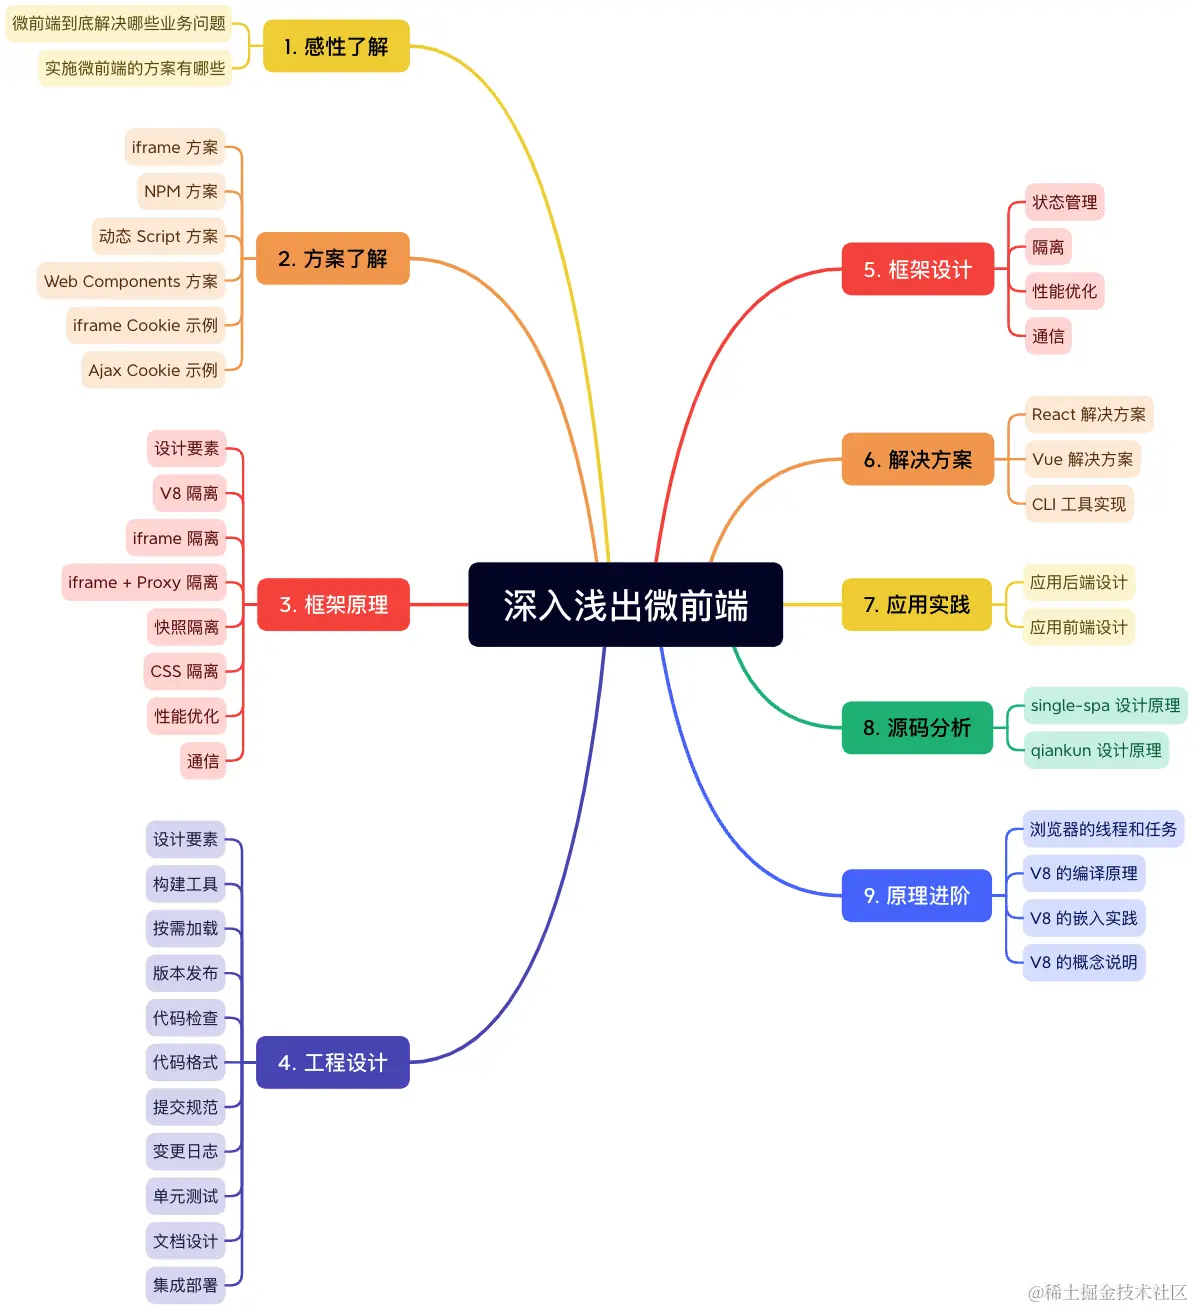 深入浅出微前端
1. 感性了解
微前端到底解决哪些业务问题
实施微前端的方案有哪些
2. 方案了解
iframe 方案
NPM 方案
动态 Script 方案
Web Components 方案
iframe Cookie 示例
Ajax Cookie 示例
3. 框架原理
设计要素
V8 隔离
iframe 隔离
iframe + Proxy 隔离
快照隔离
CSS 隔离
性能优化
通信
4. 工程设计
设计要素
构建工具
按需加载
版本发布
代码检查
代码格式
提交规范
变更日志
单元测试
文档设计
集成部署
5. 框架设计
状态管理
隔离
性能优化
通信
6. 解决方案
React 解决方案
Vue 解决方案
CLI 工具实现
7. 应用实践
应用后端设计
应用前端设计
8. 源码分析
single-spa 设计原理
qiankun 设计原理
9. 原理进阶
浏览器的线程和任务
V8 的编译原理
V8 的嵌入实践
V8 的概念说明
@稀土掘金技术社区